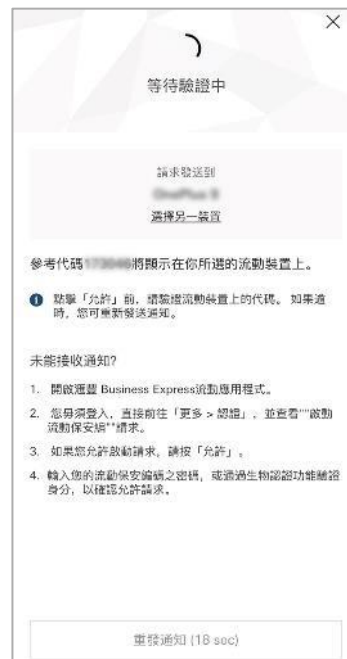 等待驗證中
請求發送到
選擇另一裝置
參考代碼 將顯示在你所選的流動裝置上。
點擊「允許」前，請驗證流動裝置上的代碼。 如果逾
時，您可重新發送通知。
未能接收通知?
1. 開啟滙豐 Business Express流動應用程式。
2. 您毋須登入，直接前往「更多 > 認證」，並查看""啟動
流動保安編""請求。
3. 如果您允許啟動請求，請按「允許」。
4. 輸入您的流動保安編碼之密碼，或通過生物認證功能驗證
身分，以確認允許請求。
重發通知 (18 sec)